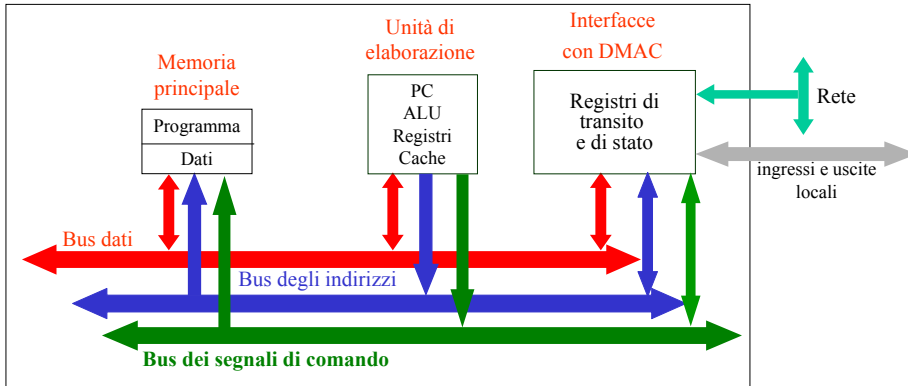 Memoria
principale
Programma
Dati
Unità di
elaborazione
PC
ALU
Registri
Cache
Interfacce
con DMAC
Registri di
transito
e di stato
Rete
ingressi e uscite
locali
Bus dati
Bus degli indirizzi
Bus dei segnali di comando